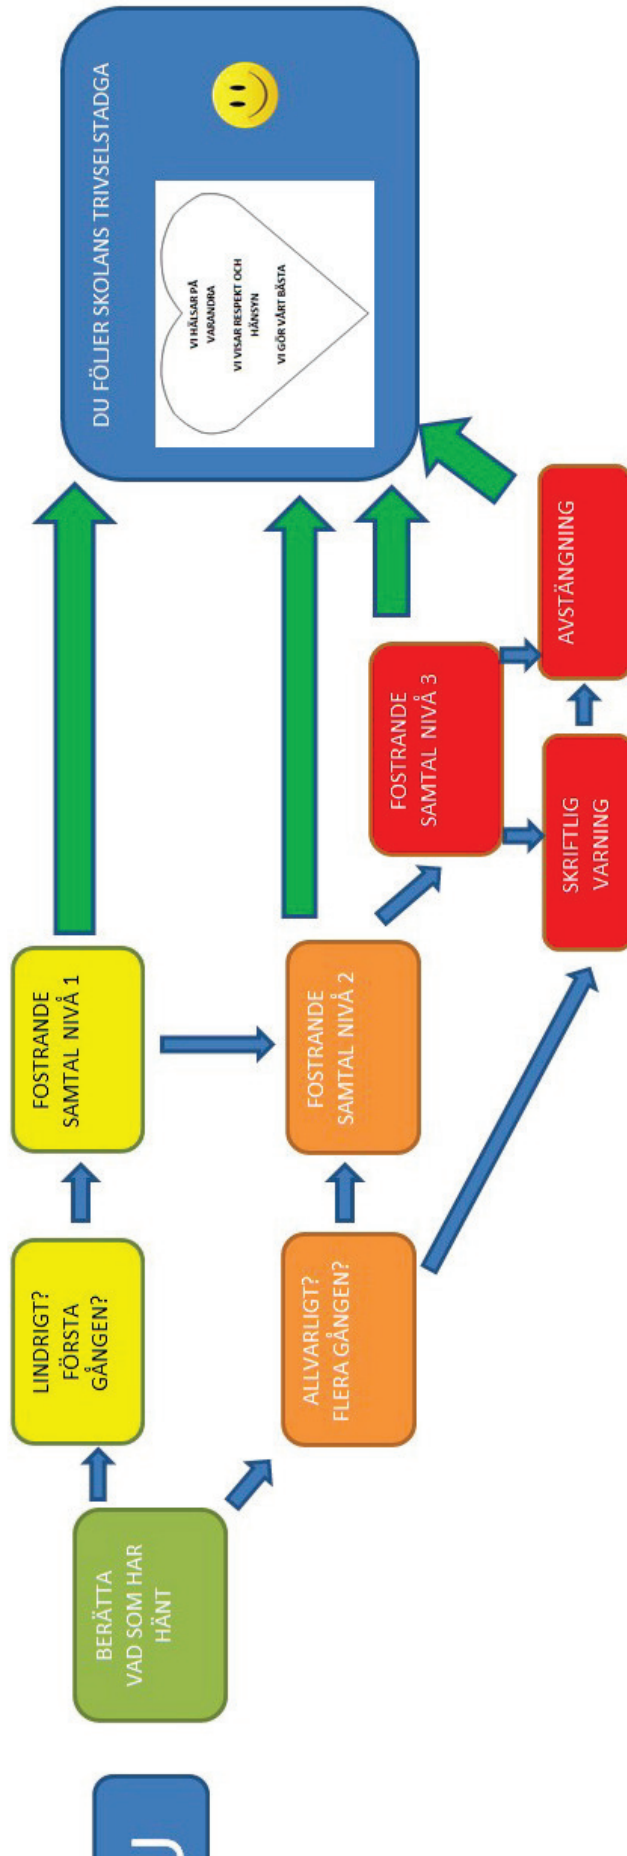 BERÄTTA
VAD SOM HAR
HÄNT
LINDRIGT?
FÖRSTA
GÅNGEN?
FOSTRANDE
SAMTAL NIVÅ 1
ALLVARLIGT?
FLERA GÅNGEN?
FOSTRANDE
SAMTAL NIVÅ 2
FOSTRANDE
SAMTAL NIVÅ 3
SKRIFTLIG
VARNING
AVSTÄNGNING
DU FÖLJER SKOLANS TRIVSELSTADGA
VI HÄLSAR PÅ
VARANDRA
VI VISAR RESPEKT OCH
HÄNSYN
VI GÖR VÅRT BÄSTA